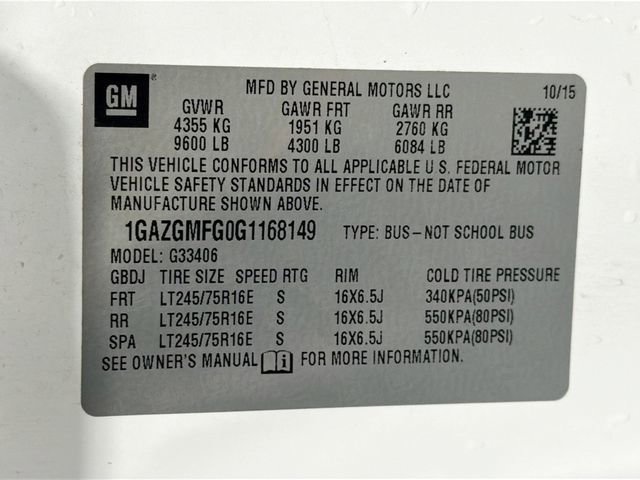 GM
MFD BY GENERAL MOTORS LLC 10/15
GVWR GAWR FRT GAWR RR
4355 KG 1951 KG 2760 KG
9600 LB 4300 LB 6084 LB
THIS VEHICLE CONFORMS TO ALL APPLICABLE U.S. FEDERAL MOTOR
VEHICLE SAFETY STANDARDS IN EFFECT ON THE DATE OF
MANUFACTURE SHOWN ABOVE.
1GAZGMFG0G1168149 TYPE: BUS-NOT SCHOOL BUS
MODEL: G33406
GBDJ TIRE SIZE SPEED RTG RIM COLD TIRE PRESSURE
FRT LT245/75R16E S 16X6.5J 340KPA(50PSI)
RR LT245/75R16E S 16X6.5J 550KPA(80PSI)
SPA LT245/75R16E S 16X6.5J 550KPA(80PSI)
SEE OWNER'S MANUAL i FOR MORE INFORMATION.